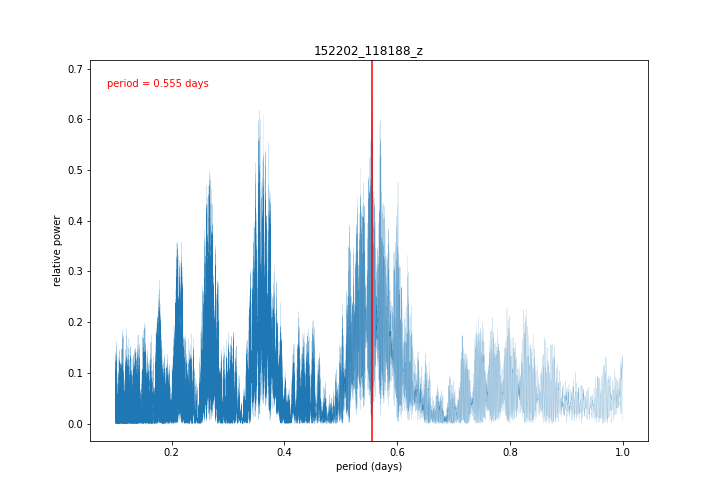 152202_118188_z
period = 0.555 days
relative power
0.7
0.6
0.5
0.4
0.3
0.2
0.1
0.0
0.2 0.4 0.6 0.8 1.0
period (days)